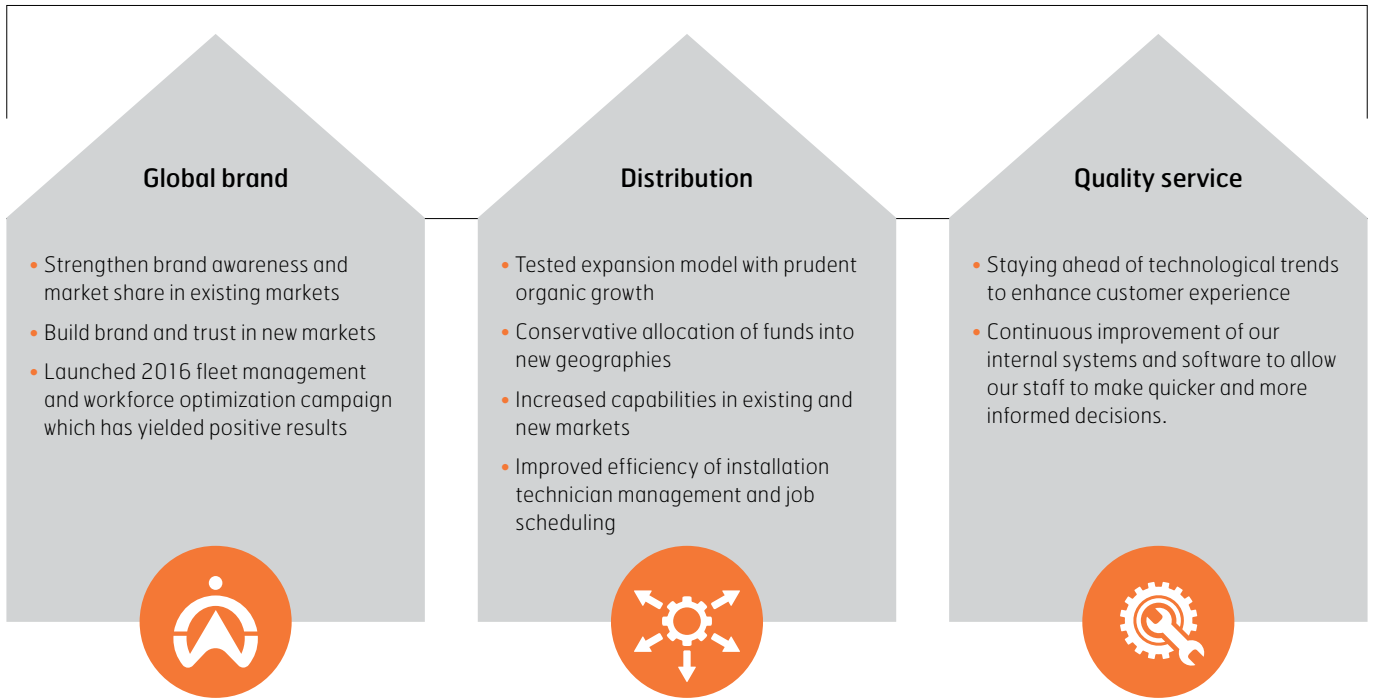 Global brand
• Strengthen brand awareness and
market share in existing markets
• Build brand and trust in new markets
• Launched 2016 fleet management
and workforce optimization campaign
which has yielded positive results
Distribution
• Tested expansion model with prudent
organic growth
• Conservative allocation of funds into
new geographies
• Increased capabilities in existing and
new markets
• Improved efficiency of installation
technician management and job
scheduling
Quality service
• Staying ahead of technological trends
to enhance customer experience
• Continuous improvement of our
internal systems and software to allow
our staff to make quicker and more
informed decisions.